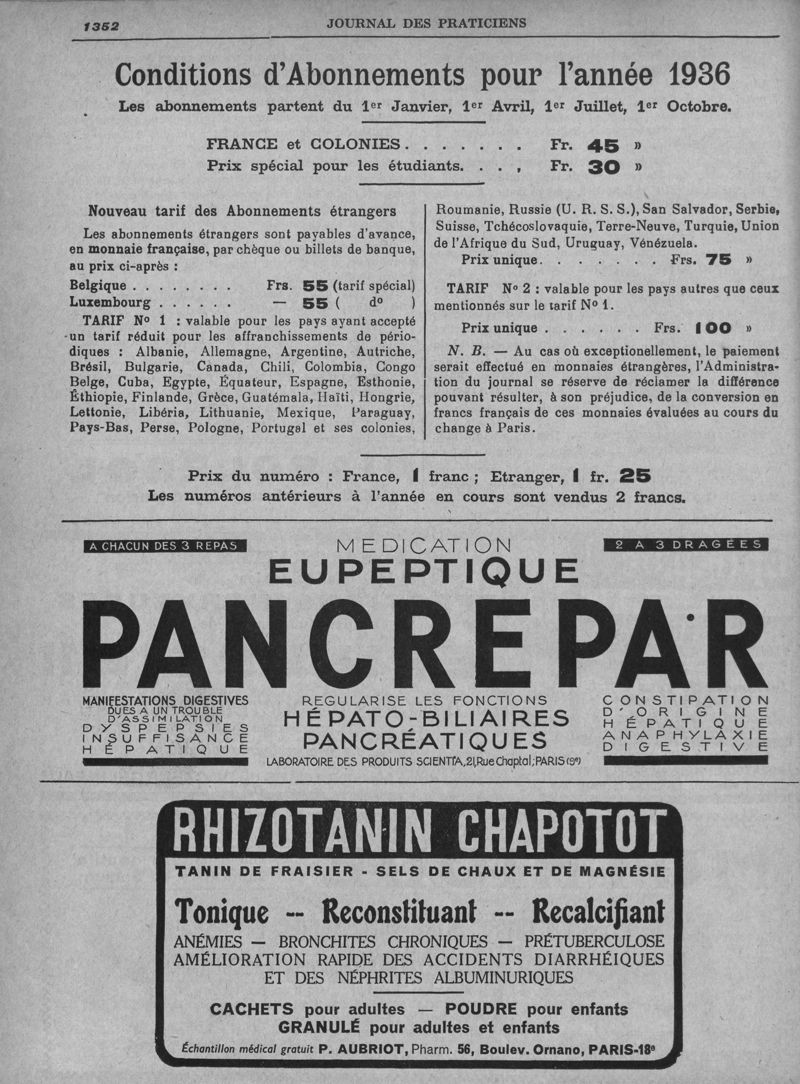 1352
JOURNAL DES PRATICIENS
Conditions d'Abonnements pour l'année 1936
Les abonnements partent du 1er Janvier, 1er Avril, 1er Juillet, 1er Octobre.
FRANCE et COLONIES. . . . . . . Fr. 45 »
Prix spécial pour les étudiants. . . , Fr. 30 »
Nouveau tarif des Abonnements étrangers
Les abonnements étrangers sont payables d'avance,
en monnaie française, par chèque ou billets de banque,
au prix ci-après :
Belgique . . . . . . . . Frs. 55 (tarif spécial)
Luxembourg . . . . . . — 55 ( do )
TARIF No 1 : valable pour les pays ayant accepté
un tarif réduit pour les affranchissements de pério-
diques : Albanie, Allemagne, Argentine, Autriche,
Brésil, Bulgarie, Canada, Chili, Colombia, Congo
Belge, Cuba, Egypte, Équateur, Espagne, Esthonie,
Éthiopie, Finlande, Grèce, Guatémala, Haïti, Hongrie,
Lettonie, Libéria, Lithuanie, Mexique, Paraguay,
Pays-Bas, Perse, Pologne, Portugal et ses colonies,
Roumanie, Russie (U. R. S. S.), San Salvador, Serbie,
Suisse, Tchécoslovaquie, Terre-Neuve, Turquie, Union
de l'Afrique du Sud, Uruguay, Vénézuela.
Prix unique. . . . . . . . Frs. 75 »
TARIF No 2 : valable pour les pays autres que ceux
mentionnés sur le tarif No 1.
Prix unique . . . . . . Frs. 100 »
N. B. — Au cas où exceptionellement, le paiement
serait effectué en monnaies étrangères, l'Administra-
tion du journal se réserve de réclamer la différence
pouvant résulter, à son préjudice, de la conversion en
francs français de ces monnaies évaluées au cours du
change à Paris.
Prix du numéro : France, 1 franc ; Etranger, 1 fr. 25
Les numéros antérieurs à l'année en cours sont vendus 2 francs.
A CHACUN DES 3 REPAS
MEDICATION
2 A 3 DRAGÉES
EUPEPTIQUE
PANCREPAR
MANIFESTATIONS DIGESTIVES
DUES A UN TROUBLE
D'ASSIMILATION
DYSPEPSIES
INSUFFISANCE
HÉPATIQUE
REGULARISE LES FONCTIONS
HÉPATO-BILIAIRES
PANCRÉATIQUES
LABORATOIRE DES PRODUITS SCIENTIA, 21, Rue Chaptal; PARIS (9e)
CONSTIPATION
D'ORIGINE
HÉPATIQUE
ANAPHYLAXIE
DIGESTIVE
RHIZOTANIN CHAPOTOT
TANIN DE FRAISIER - SELS DE CHAUX ET DE MAGNÉSIE
Tonique -- Reconstituant -- Recalcifiant
ANÉMIES — BRONCHITES CHRONIQUES — PRÉTUBERCULOSE
AMÉLIORATION RAPIDE DES ACCIDENTS DIARRHÉIQUES
ET DES NÉPHRITES ALBUMINURIQUES
CACHETS pour adultes — POUDRE pour enfants
GRANULÉ pour adultes et enfants
Échantillon médical gratuit P. AUBRIOT, Pharm. 56, Boulev. Ornano, PARIS-18e